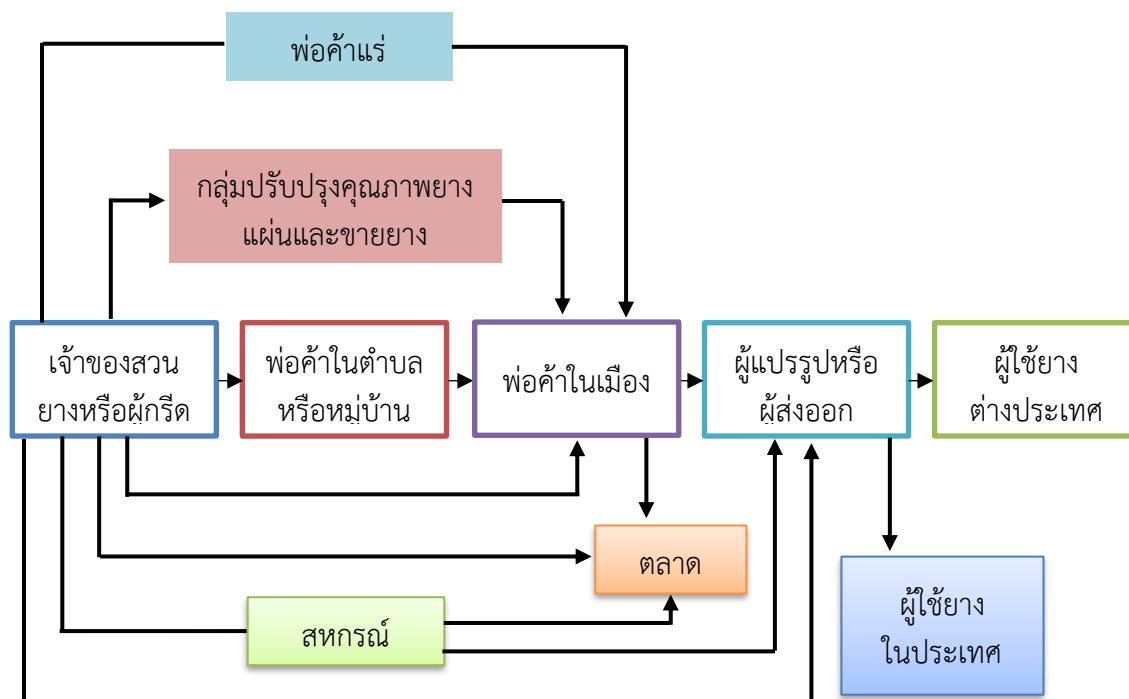 พ่อค้าแร่
กลุ่มปรับปรุงคุณภาพยาง
แผ่นและขายยาง
เจ้าของสวน
ยางหรือผู้กรีด
พ่อค้าในตำบล
หรือหมู่บ้าน
พ่อค้าในเมือง
ผู้แปรรูปหรือ
ผู้ส่งออก
ผู้ใช้ยาง
ต่างประเทศ
ตลาด
สหกรณ์
ผู้ใช้ยาง
ในประเทศ